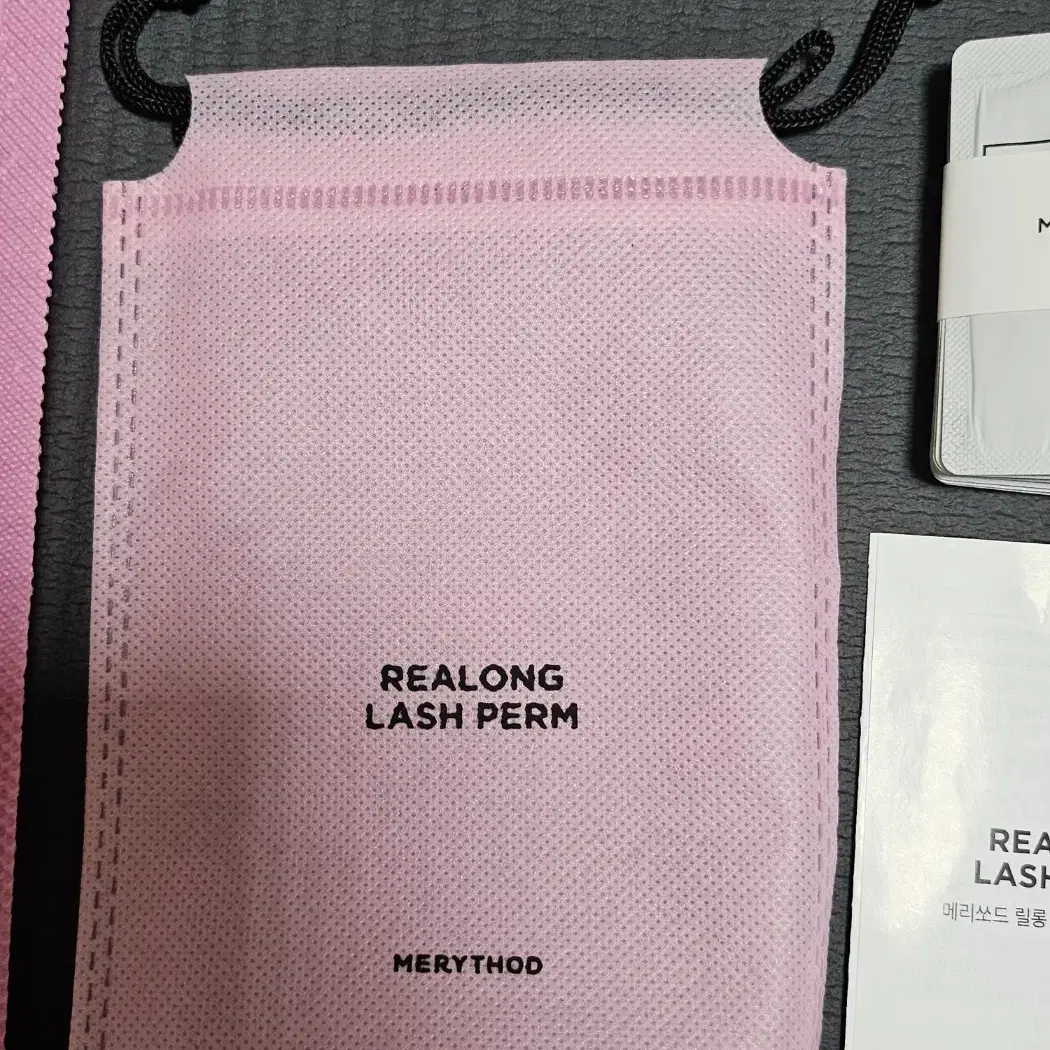 REALONG
LASH PERM
MERYTHOD
M
REA
LASH
메리쏘드 릴롱